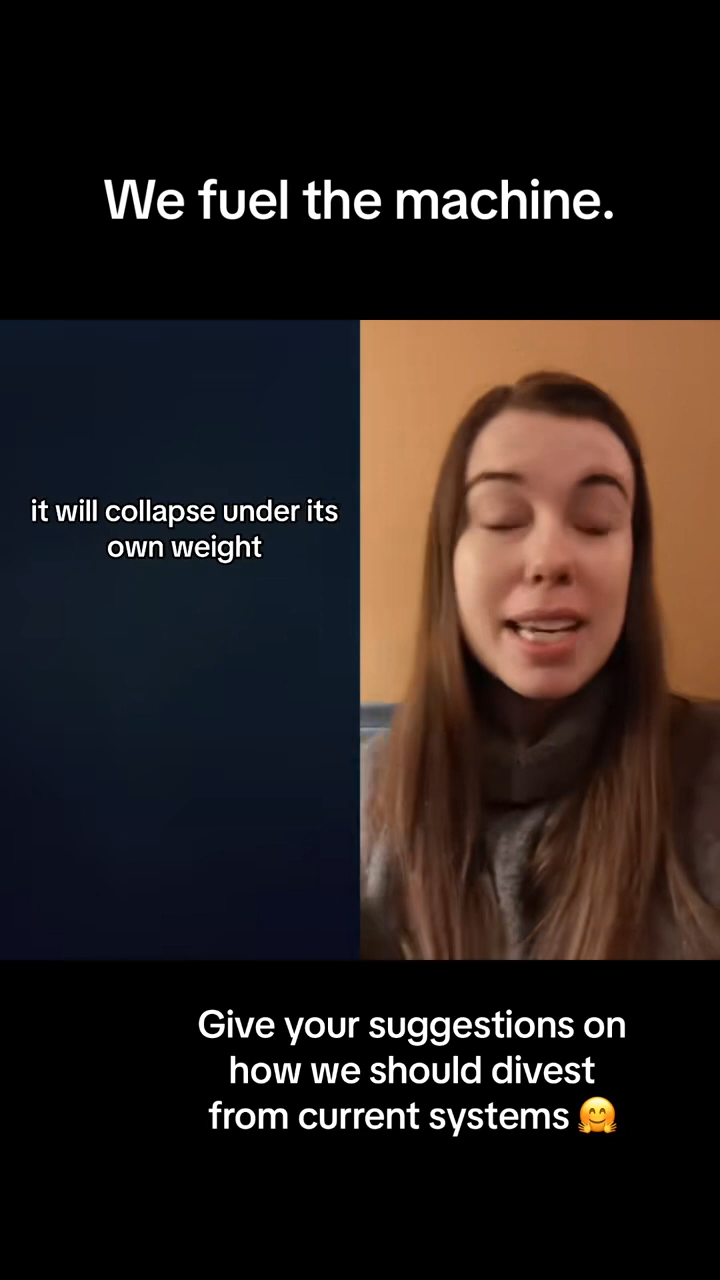 We fuel the machine.
it will collapse under its
own weight
Give your suggestions on
how we should divest
from current systems 🤗